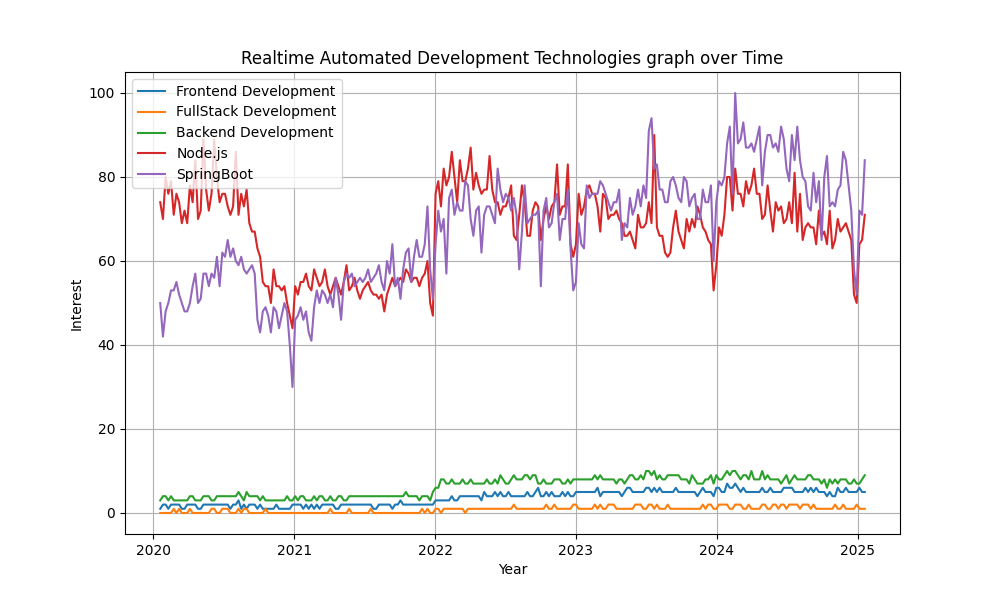 Realtime Automated Development Technologies graph over Time
Frontend Development
FullStack Development
Backend Development
Node.js
SpringBoot
100
80
60
40
20
0
Interest
2020 2021 2022 2023 2024 2025
Year